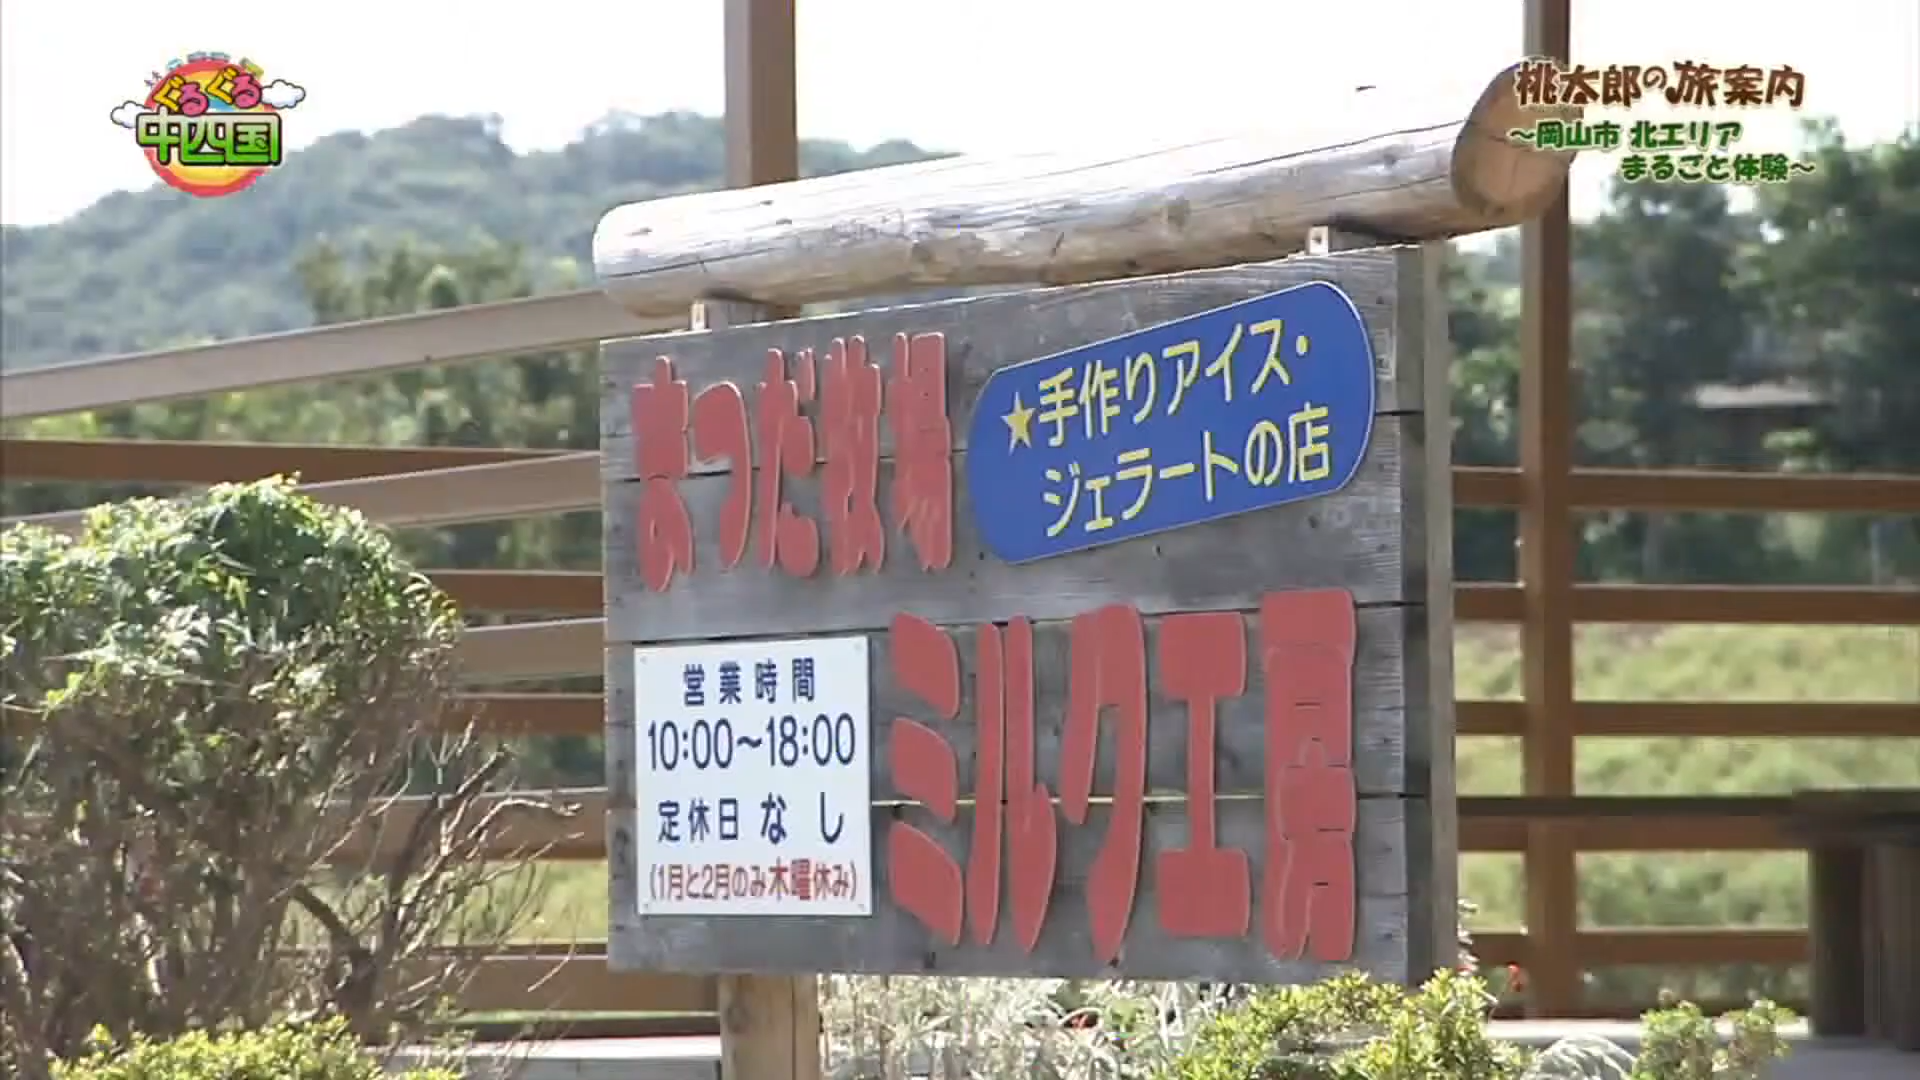 ぐるぐる
中四国
桃太郎の旅案内
~岡山市 北エリア
まるごと体験~
まつだ牧場
★手作りアイス・
ジェラートの店
ミルク工房
営業時間
10:00~18:00
定休日 なし
(1月と2月のみ木曜休み)